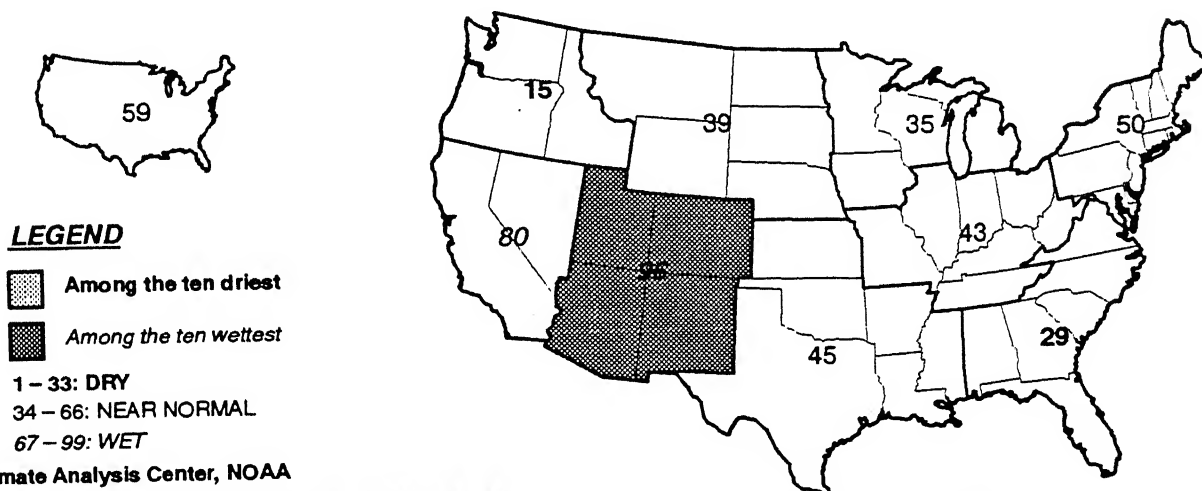 59
15
39
35
50
80
96
43
45
29
LEGEND
Among the ten driest
Among the ten wettest
1 – 33: DRY
34 – 66: NEAR NORMAL
67 – 99: WET
mate Analysis Center, NOAA